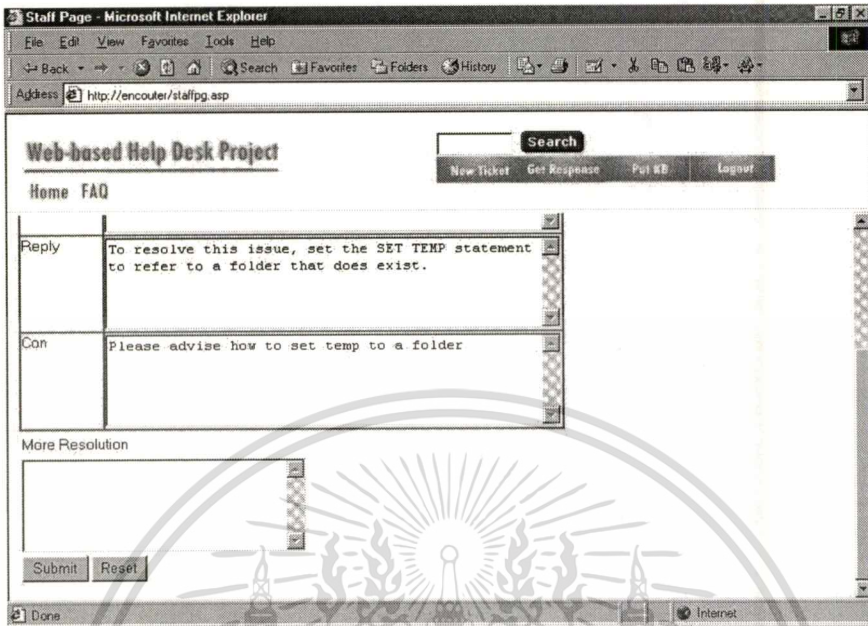 Staff Page - Microsoft Internet Explorer
File Edit View Favorites Tools Help
Back Search Favorites Folders History
Address http://encouter/staffpg.asp
Web-based Help Desk Project
Search
New Ticket Get Response Put KB Logout
Home FAQ
Reply To resolve this issue, set the SET TEMP statement
to refer to a folder that does exist.
Con Please advise how to set temp to a folder
More Resolution
Submit Reset
Done Internet